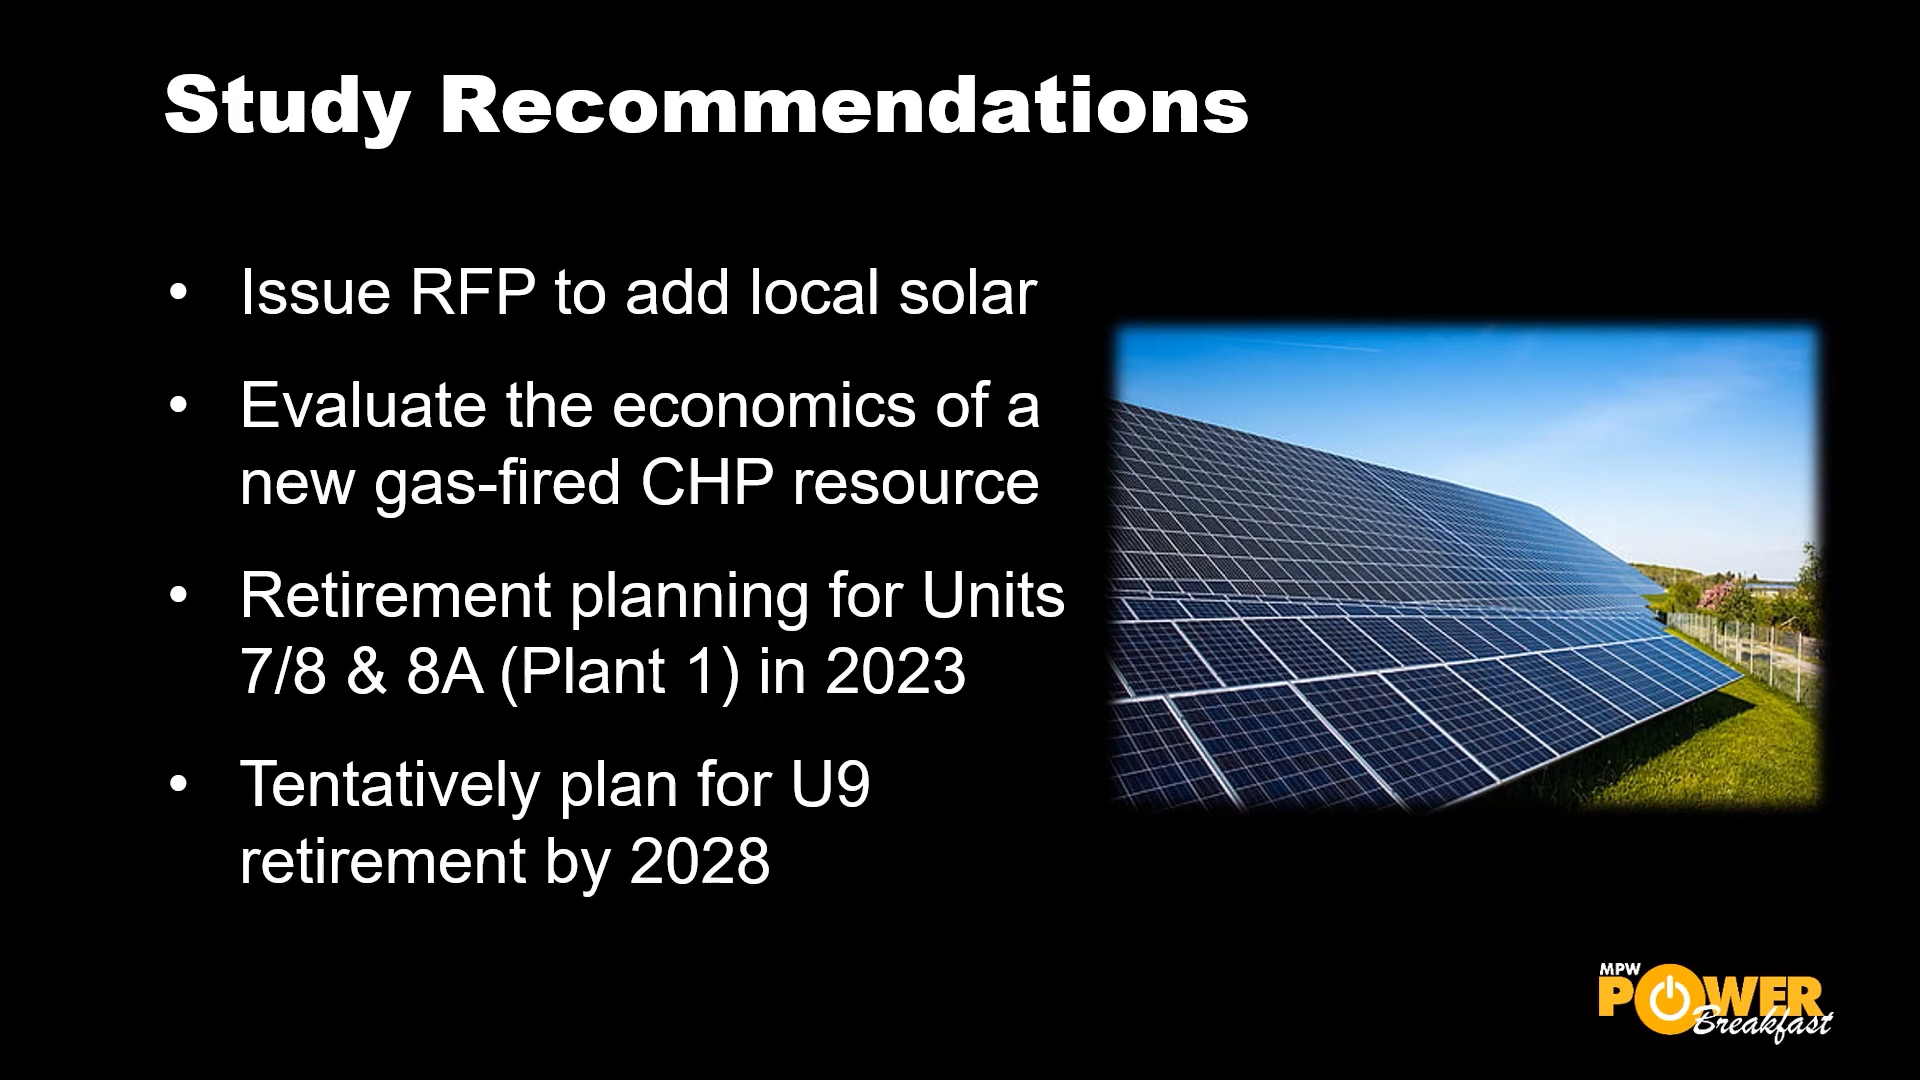 Study Recommendations
• Issue RFP to add local solar
• Evaluate the economics of a
new gas-fired CHP resource
• Retirement planning for Units
7/8 & 8A (Plant 1) in 2023
• Tentatively plan for U9
retirement by 2028
MPW
POWER
Breakfast